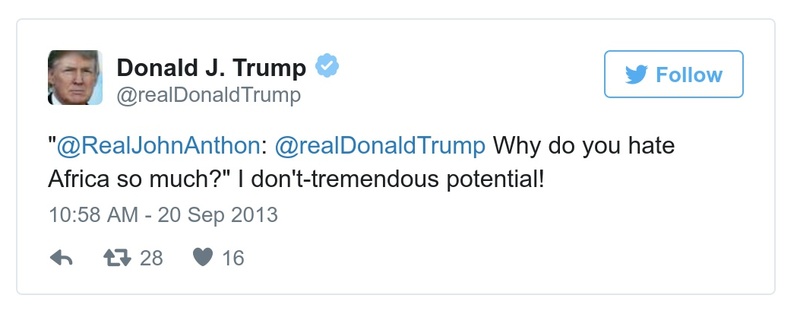 Donald J. Trump
@realDonaldTrump
Follow
"@RealJohnAnthon: @realDonaldTrump Why do you hate
Africa so much?" I don't-tremendous potential!
10:58 AM - 20 Sep 2013
28
16